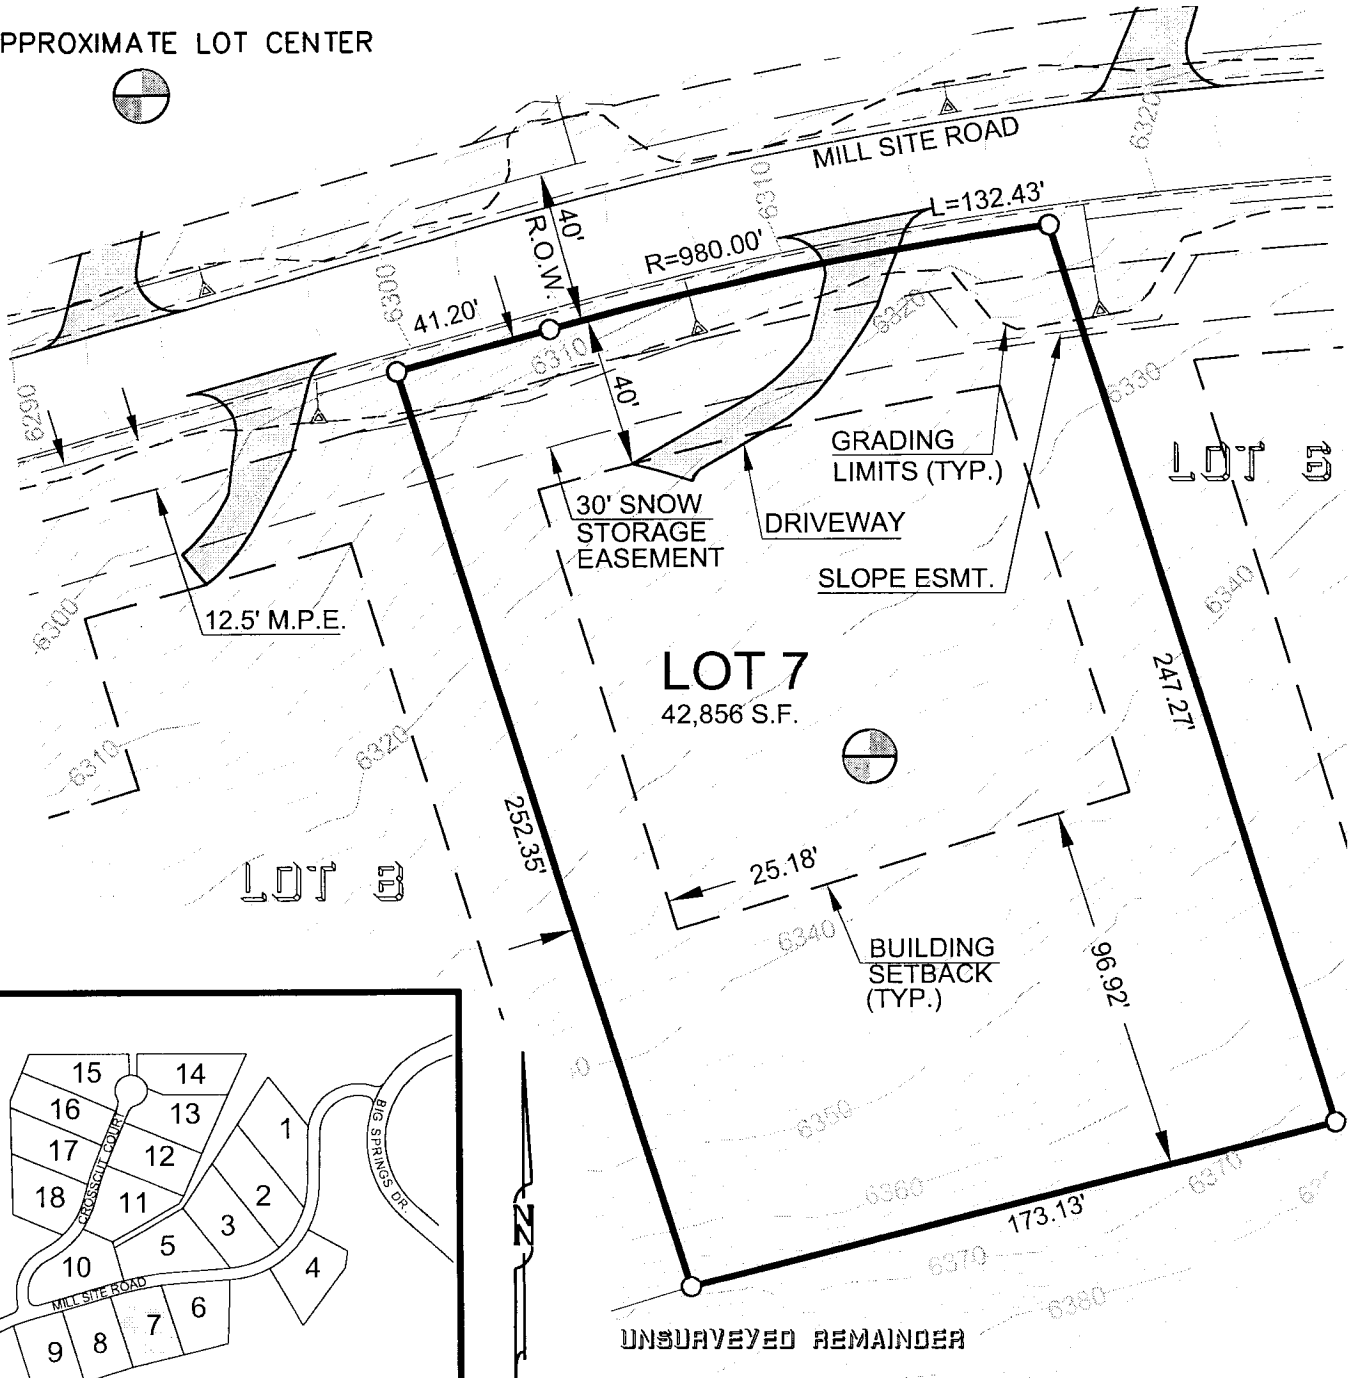 PPROXIMATE LOT CENTER
MILL SITE ROAD
6320
6310
L=132.43'
R=980.00'
40'
R.O.W.
6300
41.20'
6290
6310
6320
40'
6330
GRADING
LIMITS (TYP.)
LOT 6
30' SNOW
STORAGE
EASEMENT
DRIVEWAY
SLOPE ESMT.
12.5' M.P.E.
6300
6340
LOT 7
42,856 S.F.
247.27'
6310
6320
252.35'
25.18'
LOT 8
6340
BUILDING
SETBACK
(TYP.)
96.92'
6350
6360
6370
173.13'
6370
6380
UNSURVEYED REMAINDER
N
15
14
16
13
17
12
18
11
10
CROSSCUT COURT
1
2
3
5
4
BIG SPRINGS DR.
MILL SITE ROAD
6
7
8
9